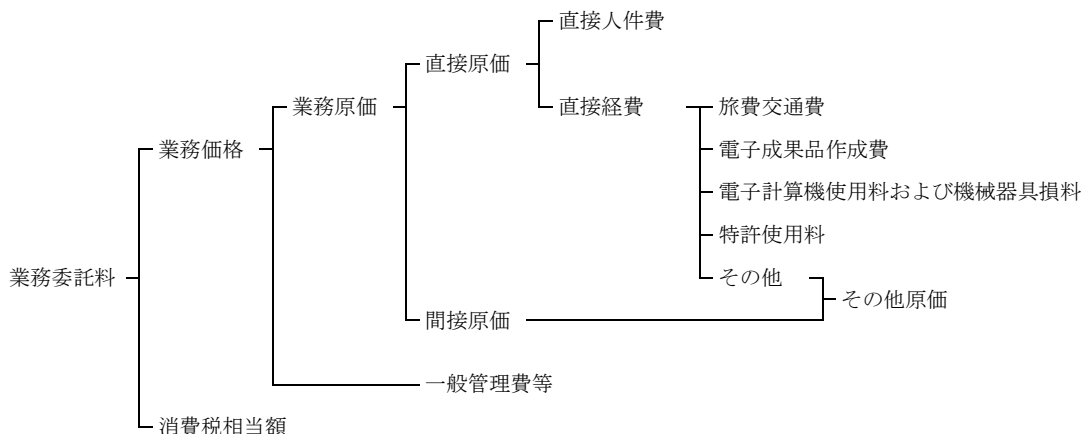 直接人件費
直接原価
業務原価
直接経費
旅費交通費
業務価格
電子成果品作成費
電子計算機使用料および機械器具損料
特許使用料
業務委託料
その他
その他原価
間接原価
一般管理費等
消費税相当額